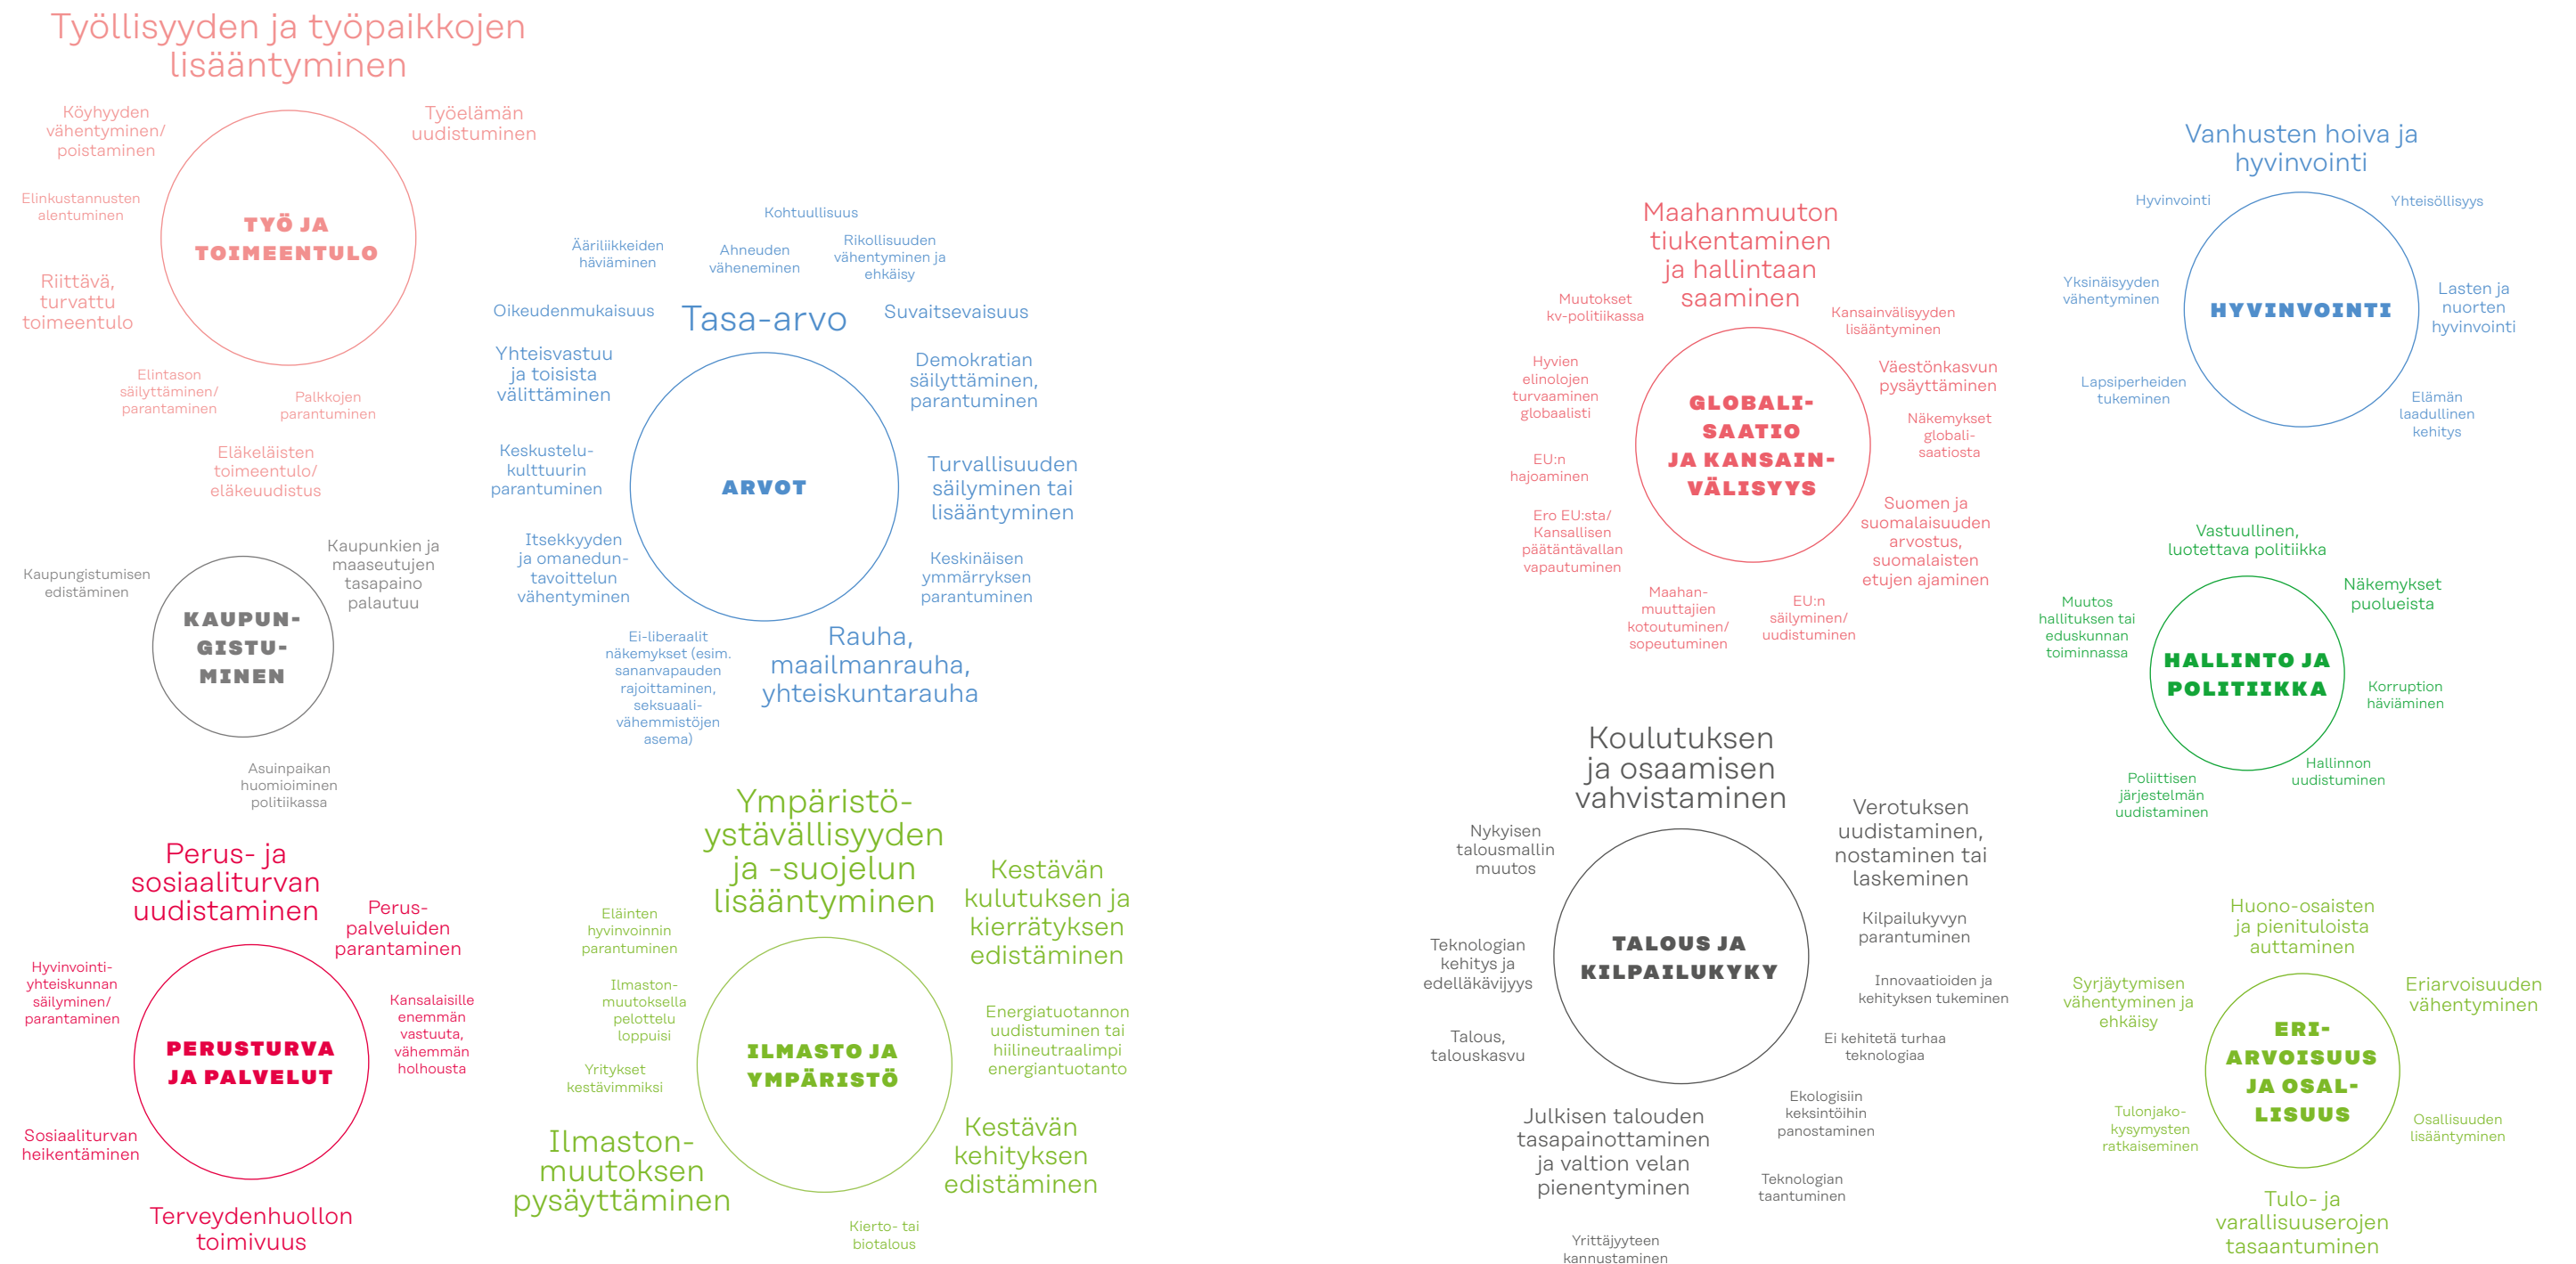 Työllisyyden ja työpaikkojen
lisääntyminen
Köyhyyden
vähentyminen/
poistaminen
Työelämän
uudistuminen
Elinkustannusten
alentuminen
TYÖ JA
TOIMEENTULO
Riittävä,
turvattu
toimeentulo
Elintason
säilyttäminen/
parantaminen
Palkkojen
parantuminen
Eläkeläisten
toimeentulo/
eläkeuudistus
Kohtuullisuus
Ääriliikkeiden
häviäminen
Ahneuden
väheneminen
Rikollisuuden
vähentyminen ja
ehkäisy
Oikeudenmukaisuus
Tasa-arvo
Suvaitsevaisuus
Yhteisvastuu
ja toisista
välittäminen
Demokratian
säilyttäminen,
parantuminen
Keskustelu-
kulttuurin
parantuminen
ARVOT
Turvallisuuden
säilyminen tai
lisääntyminen
Itsekkyyden
ja omanedun-
tavoittelun
vähentyminen
Keskinäisen
ymmärryksen
parantuminen
Ei-liberaalit
näkemykset (esim.
sananvapauden
rajoittaminen,
seksuaali-
vähemmistöjen
asema)
Rauha,
maailmanrauha,
yhteiskuntarauha
Kaupungistumisen
edistäminen
Kaupunkien ja
maaseutujen
tasapaino
palautuu
KAUPUN-
GISTU-
MINEN
Asuinpaikan
huomioiminen
politiikassa
Perus- ja
sosiaaliturvan
uudistaminen
Perus-
palveluiden
parantaminen
Hyvinvointi-
yhteiskunnan
säilyminen/
parantaminen
Kansalaisille
enemmän
vastuuta,
vähemmän
holhousta
PERUSTURVA
JA PALVELUT
Sosiaaliturvan
heikentäminen
Terveydenhuollon
toimivuus
Ympäristö-
ystävällisyyden
ja -suojelun
lisääntyminen
Kestävän
kulutuksen ja
kierrätyksen
edistäminen
Eläinten
hyvinvoinnin
parantuminen
Ilmaston-
muutoksella
pelottelu
loppuisi
Energiatuotannon
uudistuminen tai
hiilineutraalimpi
energiantuotanto
ILMASTO JA
YMPÄRISTÖ
Yritykset
kestävimmiksi
Ilmaston-
muutoksen
pysäyttäminen
Kestävän
kehityksen
edistäminen
Kierto- tai
biotalous
Maahanmuuton
tiukentaminen
ja hallintaan
saaminen
Muutokset
kv-politiikassa
Kansainvälisyyden
lisääntyminen
Hyvien
elinolojen
turvaaminen
globaalisti
Väestönkasvun
pysäyttäminen
GLOBALI-
SAATIO
JA KANSAIN-
VÄLISYYS
Näkemykset
globali-
saatiosta
EU:n
hajoaminen
Ero EU:sta/
Kansallisen
päätäntävallan
vapautuminen
Suomen ja
suomalaisuuden
arvostus,
suomalaisten
etujen ajaminen
Maahan-
muuttajien
kotoutuminen/
sopeutuminen
EU:n
säilyminen/
uudistuminen
Vanhusten hoiva ja
hyvinvointi
Hyvinvointi
Yhteisöllisyys
Yksinäisyyden
vähentyminen
HYVINVOINTI
Lasten ja
nuorten
hyvinvointi
Lapsiperheiden
tukeminen
Elämän
laadullinen
kehitys
Vastuullinen,
luotettava politiikka
Näkemykset
puolueista
Muutos
hallituksen tai
eduskunnan
toiminnassa
HALLINTO JA
POLITIIKKA
Korruption
häviäminen
Poliittisen
järjestelmän
uudistaminen
Hallinnon
uudistuminen
Koulutuksen
ja osaamisen
vahvistaminen
Nykyisen
talousmallin
muutos
Verotuksen
uudistaminen,
nostaminen tai
laskeminen
Kilpailukyvyn
parantuminen
Teknologian
kehitys ja
edelläkävijyys
TALOUS JA
KILPAILUKYKY
Innovaatioiden ja
kehityksen tukeminen
Talous,
talouskasvu
Ei kehitetä turhaa
teknologiaa
Ekologisiin
keksintöihin
panostaminen
Julkisen talouden
tasapainottaminen
ja valtion velan
pienentyminen
Teknologian
taantuminen
Yrittäjyyteen
kannustaminen
Huono-osaisten
ja pienituloista
auttaminen
Syrjäytymisen
vähentyminen ja
ehkäisy
Eriarvoisuuden
vähentyminen
ERI-
ARVOISUUS
JA OSAL-
LISUUS
Tulonjako-
kysymysten
ratkaiseminen
Osallisuuden
lisääntyminen
Tulo- ja
varallisuuserojen
tasaantuminen